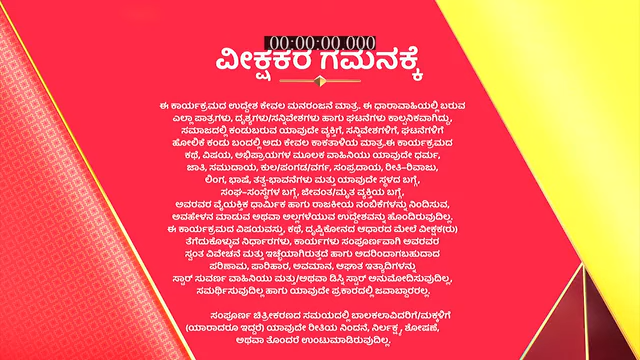 00:00:00.000
ವೀಕ್ಷಕರ ಗಮನಕ್ಕೆ
ಈ ಕಾರ್ಯಕ್ರಮದ ಉದ್ದೇಶ ಕೇವಲ ಮನರಂಜನೆ ಮಾತ್ರ. ಈ ಧಾರಾವಾಹಿಯಲ್ಲಿ ಬರುವ
ಎಲ್ಲಾ ಪಾತ್ರಗಳು, ದೃಶ್ಯಗಳು/ಸನ್ನಿವೇಶಗಳು ಹಾಗು ಘಟನೆಗಳು ಕಾಲ್ಪನಿಕವಾಗಿದ್ದು,
ಸಮಾಜದಲ್ಲಿ ಕಂಡುಬರುವ ಯಾವುದೇ ವ್ಯಕ್ತಿಗೆ, ಸನ್ನಿವೇಶಗಳಿಗೆ, ಘಟನೆಗಳಿಗೆ
ಹೋಲಿಕೆ ಕಂಡು ಬಂದಲ್ಲಿ ಅದು ಕೇವಲ ಕಾಕತಾಳಿಯ ಮಾತ್ರ.ಈ ಕಾರ್ಯಕ್ರಮದ
ಕಥೆ, ವಿಷಯ, ಅಭಿಪ್ರಾಯಗಳ ಮೂಲಕ ವಾಹಿನಿಯು ಯಾವುದೇ ಧರ್ಮ,
ಜಾತಿ, ಸಮುದಾಯ, ಕುಲ/ಪಂಗಡ/ವರ್ಗ, ಸಂಪ್ರದಾಯ, ರೀತಿ-ರಿವಾಜು,
ಲಿಂಗ, ಭಾಷೆ, ತತ್ವ-ಭಾವನೆಗಳು ಮತ್ತು ಯಾವುದೇ ಸ್ಥಳದ ಬಗ್ಗೆ,
ಸಂಘ-ಸಂಸ್ಥೆಗಳ ಬಗ್ಗೆ, ಜೀವಂತ/ಮೃತ ವ್ಯಕ್ತಿಯ ಬಗ್ಗೆ,
ಅವರವರ ವೈಯಕ್ತಿಕ ಧಾರ್ಮಿಕ ಹಾಗು ರಾಜಕೀಯ ನಂಬಿಕೆಗಳನ್ನು ನಿಂದಿಸುವ,
ಅವಹೇಳನ ಮಾಡುವ ಅಥವಾ ಅಲ್ಲಗಳೆಯುವ ಉದ್ದೇಶವನ್ನು ಹೊಂದಿರುವುದಿಲ್ಲ.
ಈ ಕಾರ್ಯಕ್ರಮದ ವಿಷಯವಸ್ತು, ಕಥೆ, ದೃಷ್ಟಿಕೋನದ ಆಧಾರದ ಮೇಲೆ ವೀಕ್ಷಕ(ರು)
ತೆಗೆದುಕೊಳ್ಳುವ ನಿರ್ಧಾರಗಳು, ಕಾರ್ಯಗಳು ಸಂಪೂರ್ಣವಾಗಿ ಅವರವರ
ಸ್ವಂತ ವಿವೇಚನೆ ಮತ್ತು ಇಚ್ಛೆಯಾಗಿರುತ್ತದೆ ಹಾಗು ಅದರಿಂದಾಗಬಹುದಾದ
ಪರಿಣಾಮ, ಪಾರಿಹಾರ, ಅವಮಾನ, ಆಘಾತ ಇತ್ಯಾದಿಗಳನ್ನು
ಸ್ಟಾರ್ ಸುವರ್ಣ ವಾಹಿನಿಯು ಮತ್ತು/ಅಥವಾ ಡಿಸ್ನಿ ಸ್ಟಾರ್ ಅನುಮೋದಿಸುವುದಿಲ್ಲ,
ಸಮರ್ಥಿಸುವುದಿಲ್ಲ ಹಾಗು ಯಾವುದೇ ಪ್ರಕಾರದಲ್ಲಿ ಜವಾಬ್ದಾರರಲ್ಲ.
ಸಂಪೂರ್ಣ ಚಿತ್ರೀಕರಣದ ಸಮಯದಲ್ಲಿ ಬಾಲಕಲಾವಿದರಿಗೆ/ಮಕ್ಕಳಿಗೆ
(ಯಾರಾದರೂ ಇದ್ದರೆ) ಯಾವುದೇ ರೀತಿಯ ನಿಂದನೆ, ನಿರ್ಲಕ್ಷ್ಯ, ಶೋಷಣೆ,
ಅಥವಾ ತೊಂದರೆ ಉಂಟುಮಾಡಿರುವುದಿಲ್ಲ.